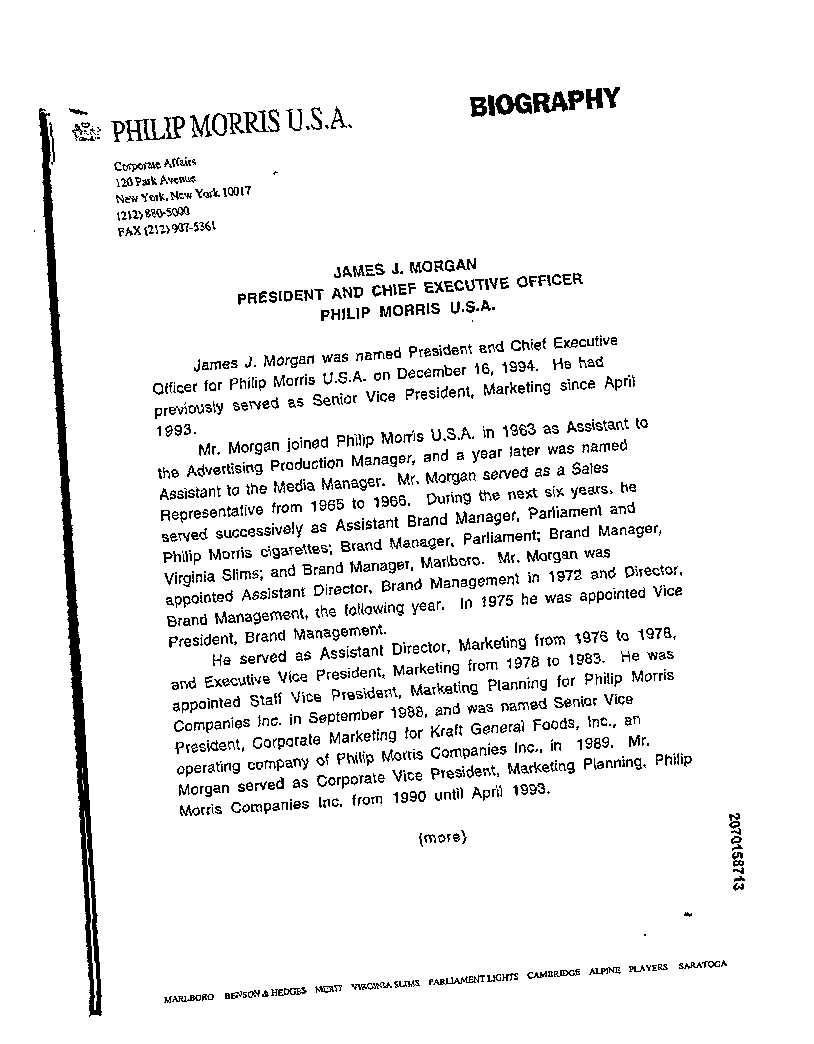 BIOGRAPHY
PHILIP MORRIS U.S.A.
Corporate Affairs
120 Park Avenue
New York, New York 10017
(212) 880-5000
FAX (212) 907-5361
JAMES J. MORGAN
PRESIDENT AND CHIEF EXECUTIVE OFFICER
PHILIP MORRIS U.S.A.
James J. Morgan was named President and Chief Executive
Officer for Philip Morris U.S.A. on December 16, 1994. He had
previously served as Senior Vice President, Marketing since April
1993.
Mr. Morgan joined Philip Morris U.S.A. in 1963 as Assistant to
the Advertising Production Manager, and a year later was named
Assistant to the Media Manager. Mr. Morgan served as a Sales
Representative from 1965 to 1966. During the next six years, he
served successively as Assistant Brand Manager, Parliament and
Philip Morris cigarettes; Brand Manager, Parliament; Brand Manager,
Virginia Slims; and Brand Manager, Marlboro. Mr. Morgan was
appointed Assistant Director, Brand Management in 1972 and Director,
Brand Management, the following year. In 1975 he was appointed Vice
President, Brand Management.
He served as Assistant Director, Marketing from 1976 to 1978,
and Executive Vice President, Marketing from 1978 to 1983. He was
appointed Staff Vice President, Marketing Planning for Philip Morris
Companies Inc. in September 1988, and was named Senior Vice
President, Corporate Marketing for Kraft General Foods, Inc., an
operating company of Philip Morris Companies Inc., in 1989. Mr.
Morgan served as Corporate Vice President, Marketing Planning, Philip
Morris Companies Inc. from 1990 until April 1993.
(more)
2070158713
MARLBORO BENSON & HEDGES MERIT VIRGINIA SLIMS PARLIAMENT LIGHTS CAMBRIDGE ALPINE PLAYERS SARATOGA